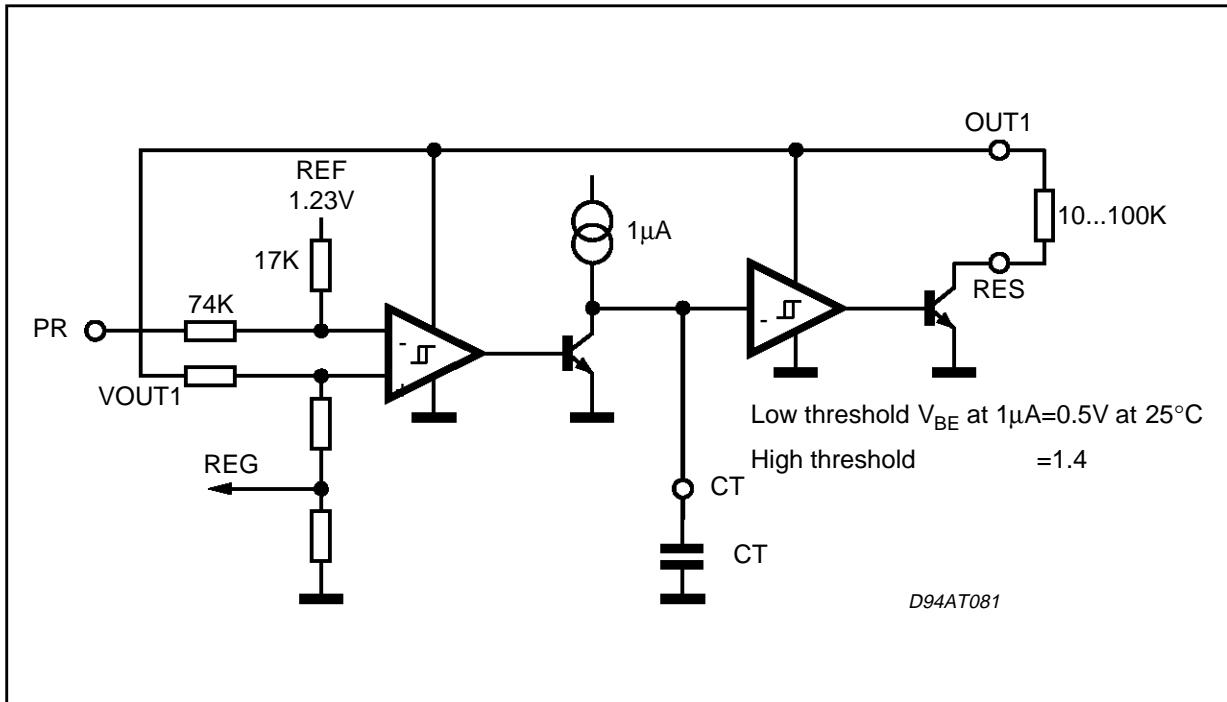 OUT1
REF
1.23V
1μA
10...100K
17K
RES
74K
PR
-
+
-
VOUT1
Low threshold VBE at 1μA=0.5V at 25°C
High threshold =1.4
REG
CT
CT
D94AT081